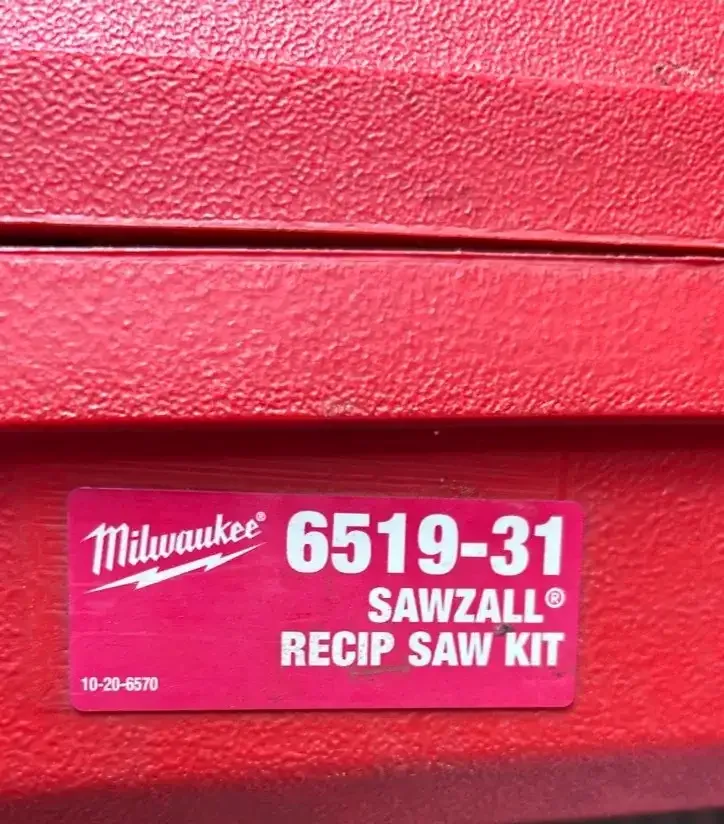 Milwaukee®
6519-31
SAWZALL®
RECIP SAW KIT
10-20-6570